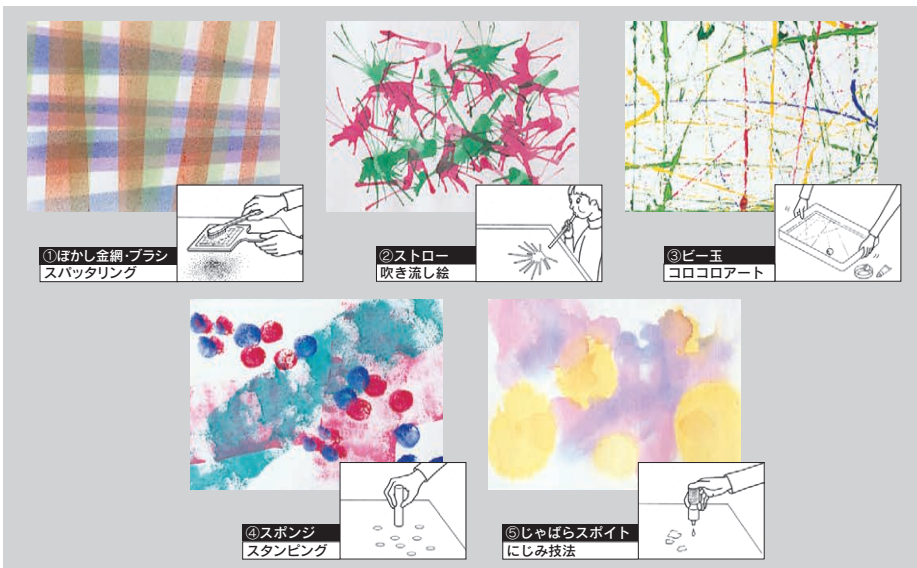 ①ぼかし金網・ブラシ
スパッタリング
②ストロー
吹き流し絵
③ビー玉
コロコロアート
④スポンジ
スタンピング
⑤じゃばらスポイト
にじみ技法